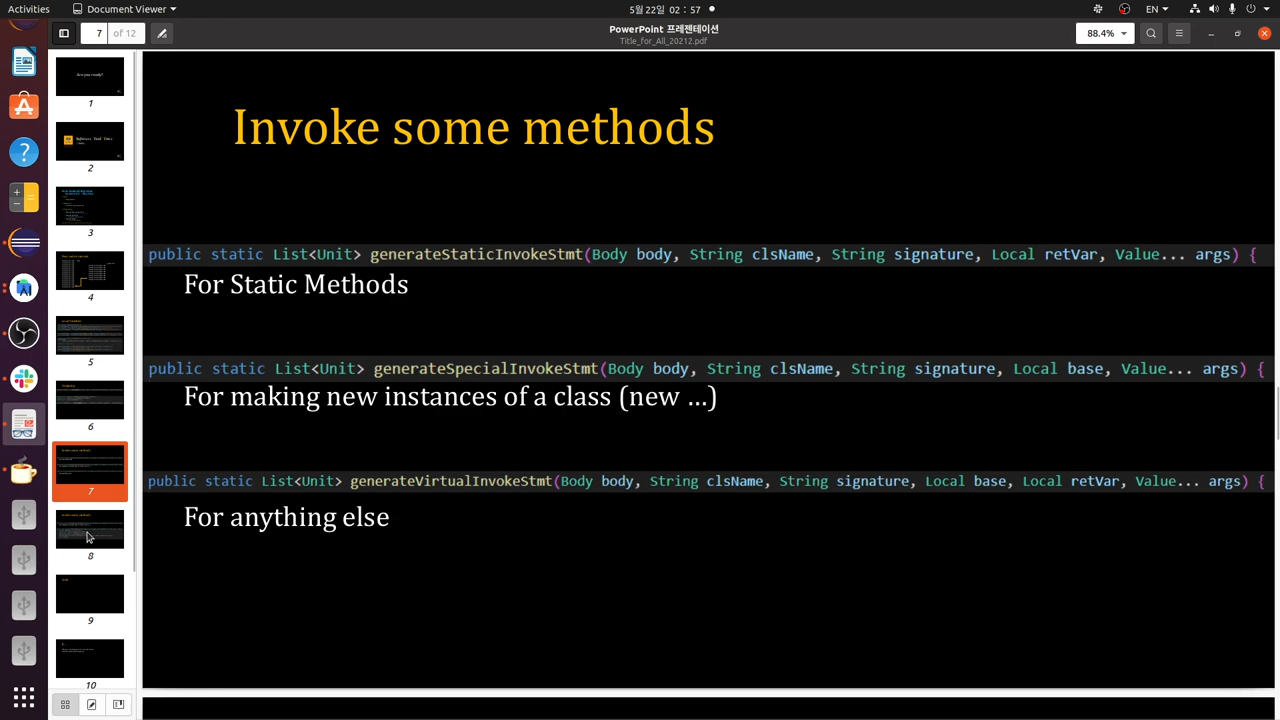 Activities
Document Viewer
5월 22일 02 : 57
EN
7
of 12
PowerPoint 프레젠테이션
Title_for_All_20212.pdf
88.4%
Are you ready?
1
2
3
4
5
6
7
8
9
10
Invoke some methods
public static List<Unit> generateStaticInvokeStmt(Body body, String clsName, String signature, Local retVar, Value... args) {
For Static Methods
public static List<Unit> generateSpecialInvokeStmt(Body body, String clsName, String signature, Local base, Value... args) {
For making new instances of a class (new ...)
public static List<Unit> generateVirtualInvokeStmt(Body body, String clsName, String signature, Local base, Local retVar, Value... args) {
For anything else